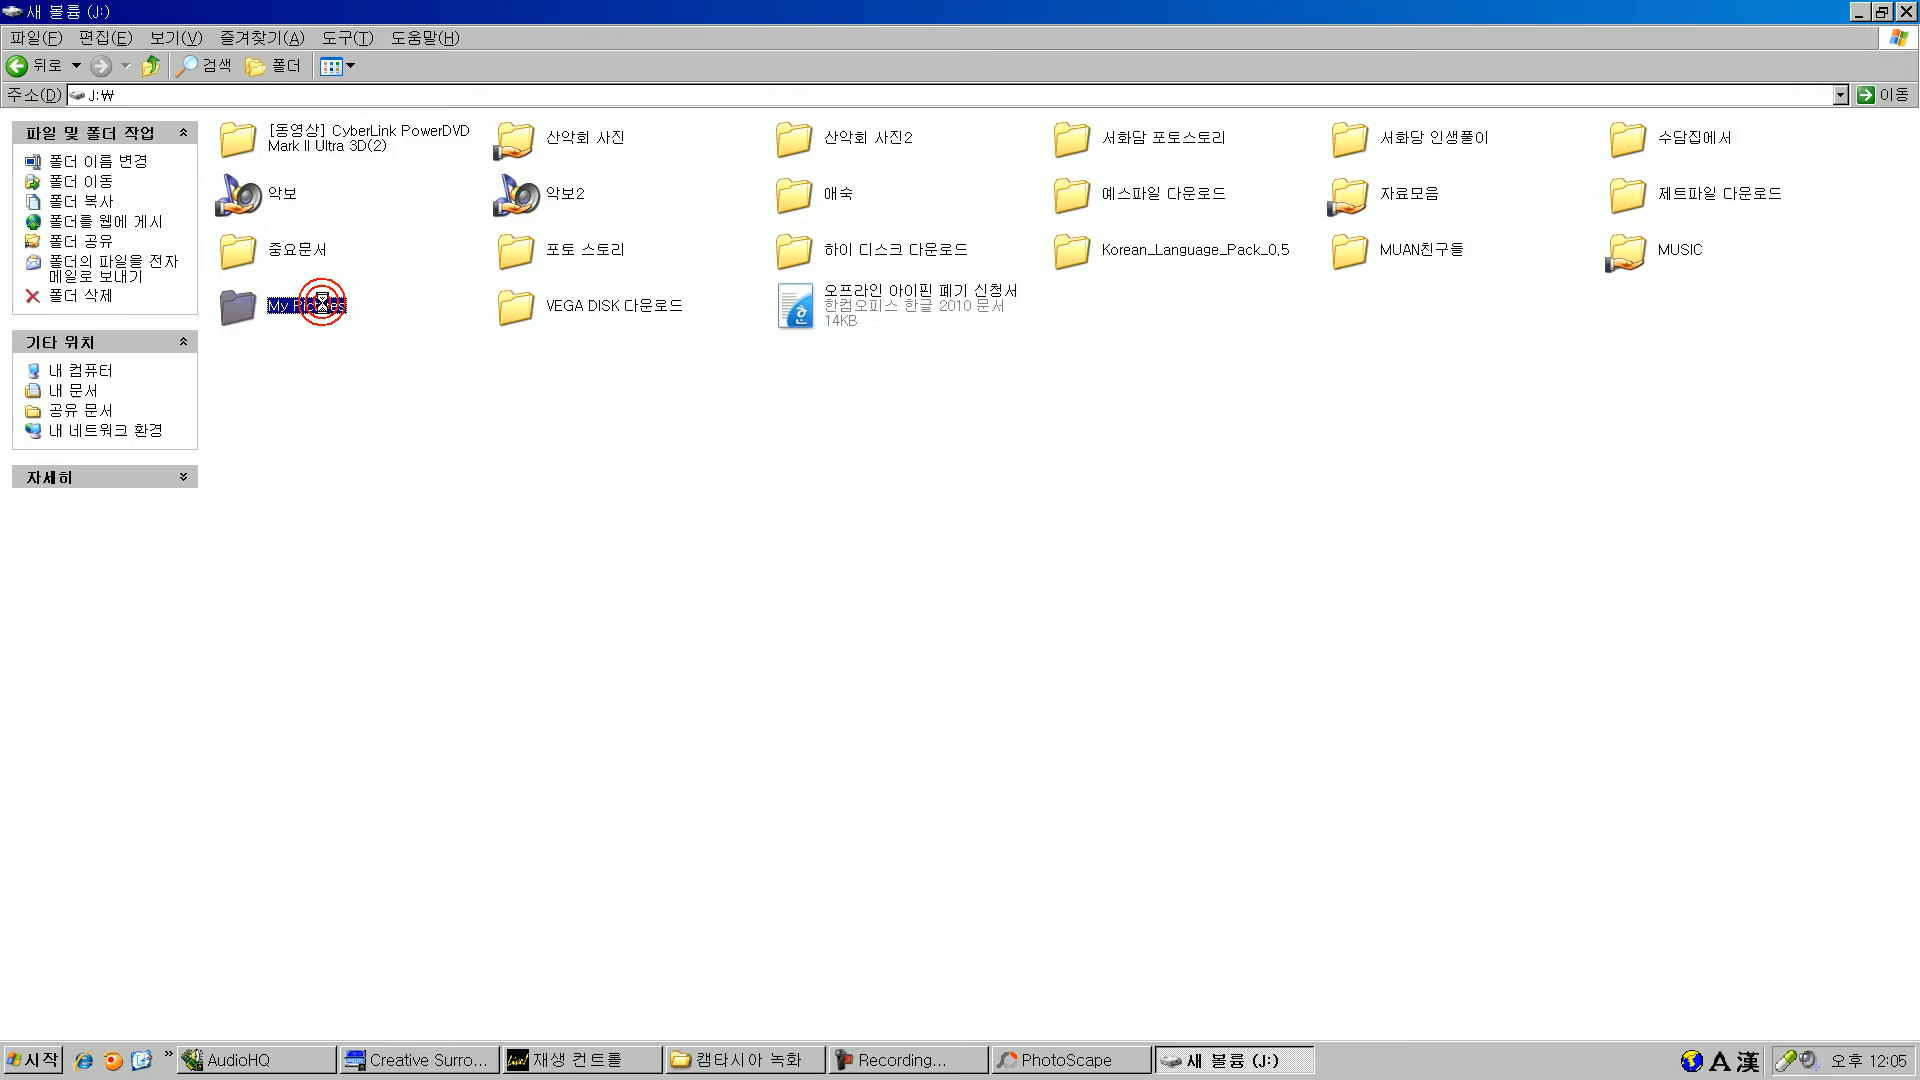 새 볼륨 (J:)
파일(F) 편집(E) 보기(V) 즐겨찾기(A) 도구(T) 도움말(H)
뒤로 검색 폴더
주소(D) J:₩ 이동
파일 및 폴더 작업
폴더 이름 변경
폴더 이동
폴더 복사
폴더를 웹에 게시
폴더 공유
폴더의 파일을 전자
메일로 보내기
폴더 삭제
기타 위치
내 컴퓨터
내 문서
공유 문서
내 네트워크 환경
자세히
[동영상] CyberLink PowerDVD
Mark II Ultra 3D(2)
산악회 사진
산악회 사진2
서화담 포토스토리
서화당 인생풀이
수담집에서
악보
악보2
애숙
예스파일 다운로드
자료모음
제트파일 다운로드
중요문서
포토 스토리
하이 디스크 다운로드
Korean_Language_Pack_0.5
MUAN친구들
MUSIC
My
VEGA DISK 다운로드
오프라인 아이핀 폐기 신청서
한컴오피스 한글 2010 문서
14KB
시작 » AudioHQ Creative Surro... 재생 컨트롤 캠타시아 녹화 Recording... PhotoScape 새 볼륨 (J:) A 漢 오후 12:05